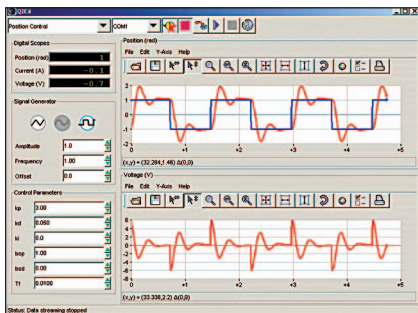 QICii
Position Control
COM1
Digital Scopes
Position (rad) 1
Current (A) -0.1
Voltage (V) -0.7
Signal Generator
Amplitude 1.0
Frequency 1.00
Offset 0.0
Control Parameters
kp 3.00
kd 0.050
ki 0.0
bsp 1.00
bsd 0.00
Tf 0.0100
Position (rad)
File Edit Y-Axis Help
2
1
0
-1
-2
+0 +1 +2 +3 +4 +5
(x,y) = (32.284,1.46) Δ(0,0)
Voltage (V)
File Edit Y-Axis Help
6
4
2
0
-2
-4
-6
-8
+0 +1 +2 +3 +4 +5
(x,y) = (33.338,2.2) Δ(0,0)
Status: Data streaming stopped